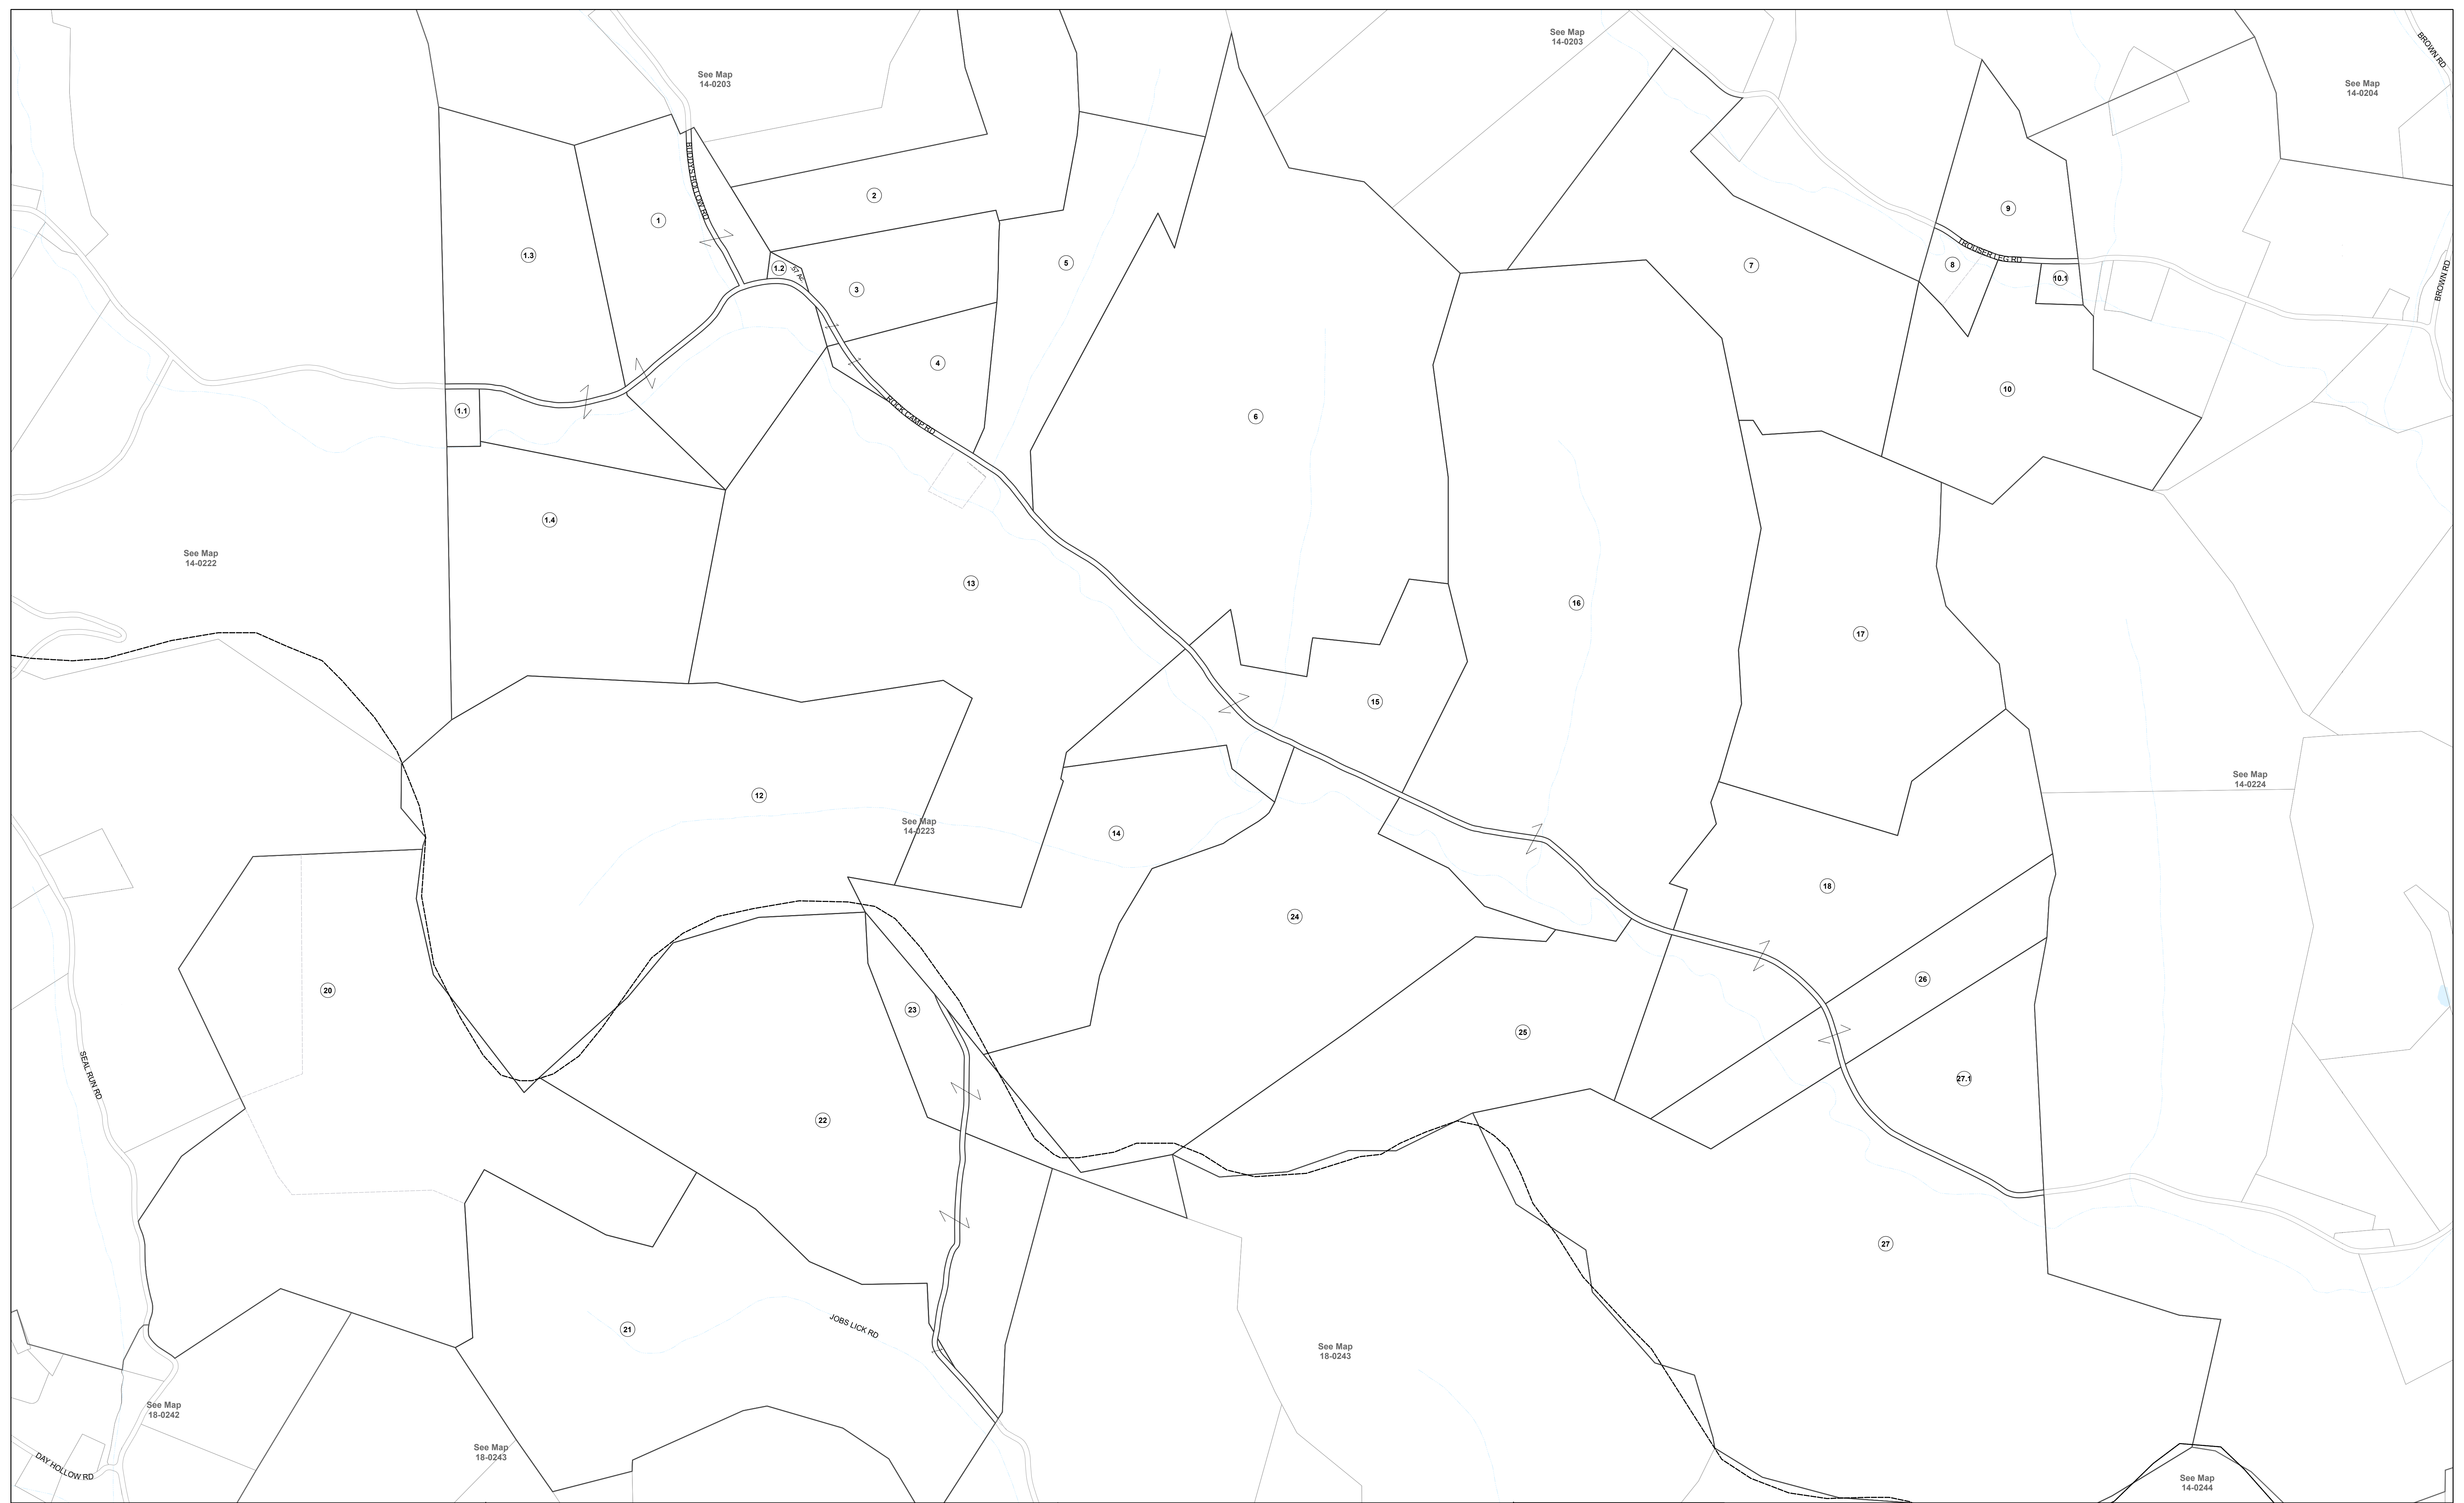 See Map
14-0203
BROWN RD
See Map
14-0203
See Map
14-0204
BUDDYS HOLLOW RD
2
9
1
TROUSER LEG RD
1.3
5
7
8
1.2
.57 AC
10.1
BROWN RD
3
4
10
1.1
ROCK CAMP RD
6
1.4
See Map
14-0222
13
16
17
15
See Map
14-0224
12
See Map
14-0223
14
18
24
26
20
23
25
SEAL RUN RD
27.1
22
27
JOBS LICK RD
21
See Map
18-0243
See Map
18-0242
See Map
18-0243
DAY HOLLOW RD
See Map
14-0244